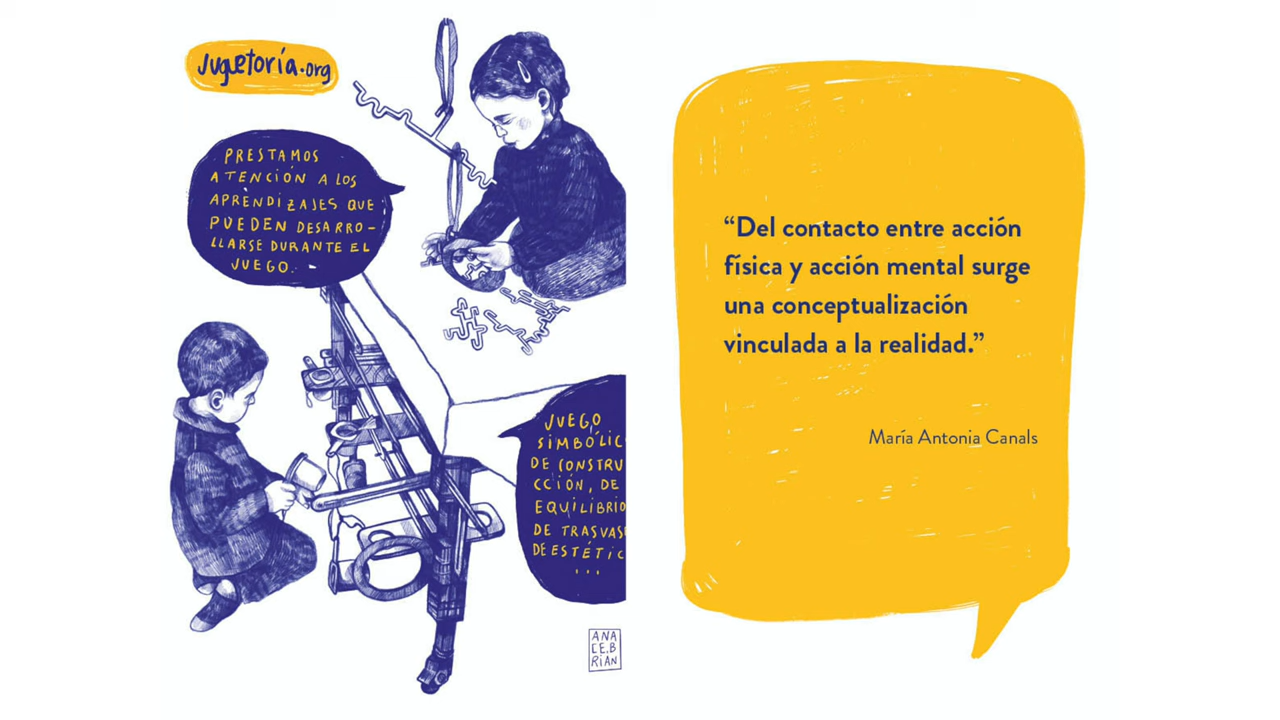 Jugetoría.org
PRESTAMOS
ATENCIÓN A LOS
APRENDIZAJES QUE
PUEDEN DESARRO-
LLARSE DURANTE EL
JUEGO.
JUEGO
SIMBÓLIC
DE CONSTRU
CCIÓN, DE
EQUILIBRIO
DE TRASVAS
DE ESTÉTIC
...
ANA
CEB
RIAN
“Del contacto entre acción
física y acción mental surge
una conceptualización
vinculada a la realidad.”
María Antonia Canals